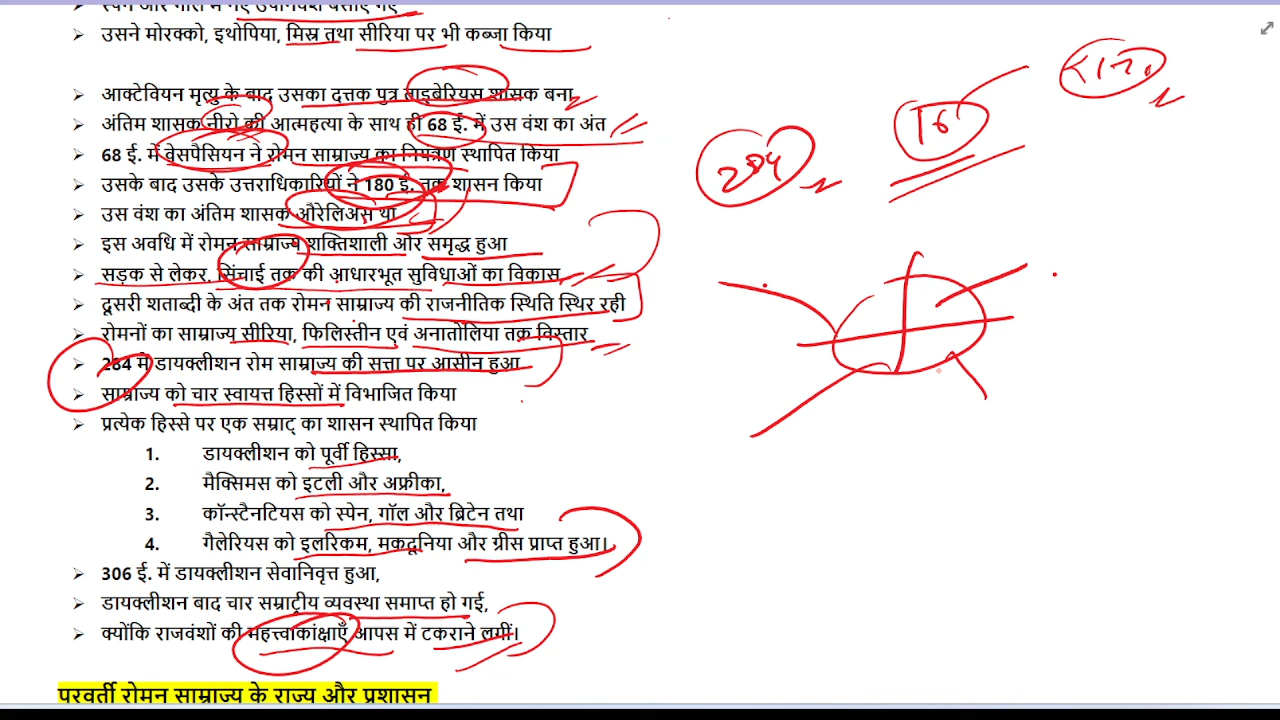 स्पेन और गॉल में नए उपनिवेश बसाए गए
उसने मोरक्को, इथोपिया, मिस्र तथा सीरिया पर भी कब्जा किया
आक्टेवियन मृत्यु के बाद उसका दत्तक पुत्र लाइबेरियस शासक बना
अंतिम शासक नीरो की आत्महत्या के साथ ही 68 ई. में उस वंश का अंत
68 ई. में वेसपैसियन ने रोमन साम्राज्य का नियंत्रण स्थापित किया
उसके बाद उसके उत्तराधिकारियों ने 180 ई. तक शासन किया
उस वंश का अंतिम शासक औरेलिअस था
इस अवधि में रोमन साम्राज्य शक्तिशाली और समृद्ध हुआ
सड़क से लेकर, सिंचाई तक की आधारभूत सुविधाओं का विकास
दूसरी शताब्दी के अंत तक रोमन साम्राज्य की राजनीतिक स्थिति स्थिर रही
रोमनों का साम्राज्य सीरिया, फिलिस्तीन एवं अनातोलिया तक विस्तार
284 में डायक्लीशन रोम साम्राज्य की सत्ता पर आसीन हुआ
साम्राज्य को चार स्वायत्त हिस्सों में विभाजित किया
प्रत्येक हिस्से पर एक सम्राट् का शासन स्थापित किया
1. डायक्लीशन को पूर्वी हिस्सा,
2. मैक्सिमस को इटली और अफ्रीका,
3. कॉन्स्टैनटियस को स्पेन, गॉल और ब्रिटेन तथा
4. गैलेरियस को इलरिकम, मकदूनिया और ग्रीस प्राप्त हुआ।
306 ई. में डायक्लीशन सेवानिवृत्त हुआ,
डायक्लीशन बाद चार सम्राट्रीय व्यवस्था समाप्त हो गई,
क्योंकि राजवंशों की महत्त्वाकांक्षाएँ आपस में टकराने लगीं।
परवर्ती रोमन साम्राज्य के राज्य और प्रशासन
284